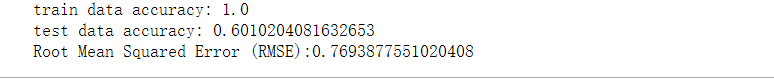 train data accuracy: 1.0
test data accuracy: 0.6010204081632653
Root Mean Squared Error (RMSE):0.7693877551020408